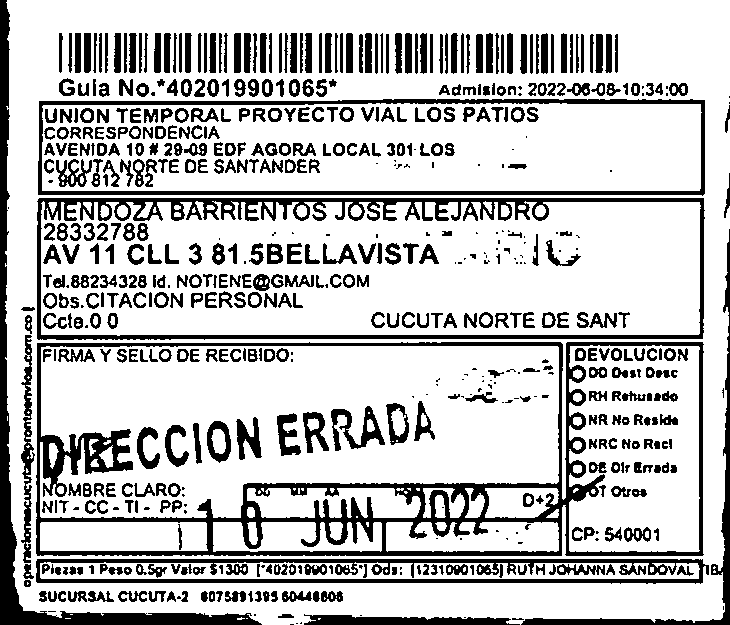 Guia No.*402019901065*
Admision: 2022-06-08-10:34:00
UNION TEMPORAL PROYECTO VIAL LOS PATIOS
CORRESPONDENCIA
AVENIDA 10 # 29-09 EDF AGORA LOCAL 301 LOS
CUCUTA NORTE DE SANTANDER
- 900 812 782
MENDOZA BARRIENTOS JOSE ALEJANDRO
28332788
AV 11 CLL 3 81.5BELLAVISTA
Tel.88234328 Id. NOTIENE@GMAIL.COM
Obs.CITACION PERSONAL
Ccte.0 0 CUCUTA NORTE DE SANT
operacionescucuta@prontoenvios.com.co |
FIRMA Y SELLO DE RECIBIDO:
DIRECCION ERRADA
NOMBRE CLARO:
NIT - CC - TI - PP:
DD MM AA
D+2
10 JUN 2022
DEVOLUCION
DD Dest Desc
RH Rehusado
NR No Reside
NRC No Recl
DE Dir Errada
OT Otros
CP: 540001
Piezas 1 Peso 0.5gr Valor $1300 [*402019901065*] Ods: [12310901065] RUTH JOHANNA SANDOVAL TIBA
SUCURSAL CUCUTA-2 6075891395 60448606